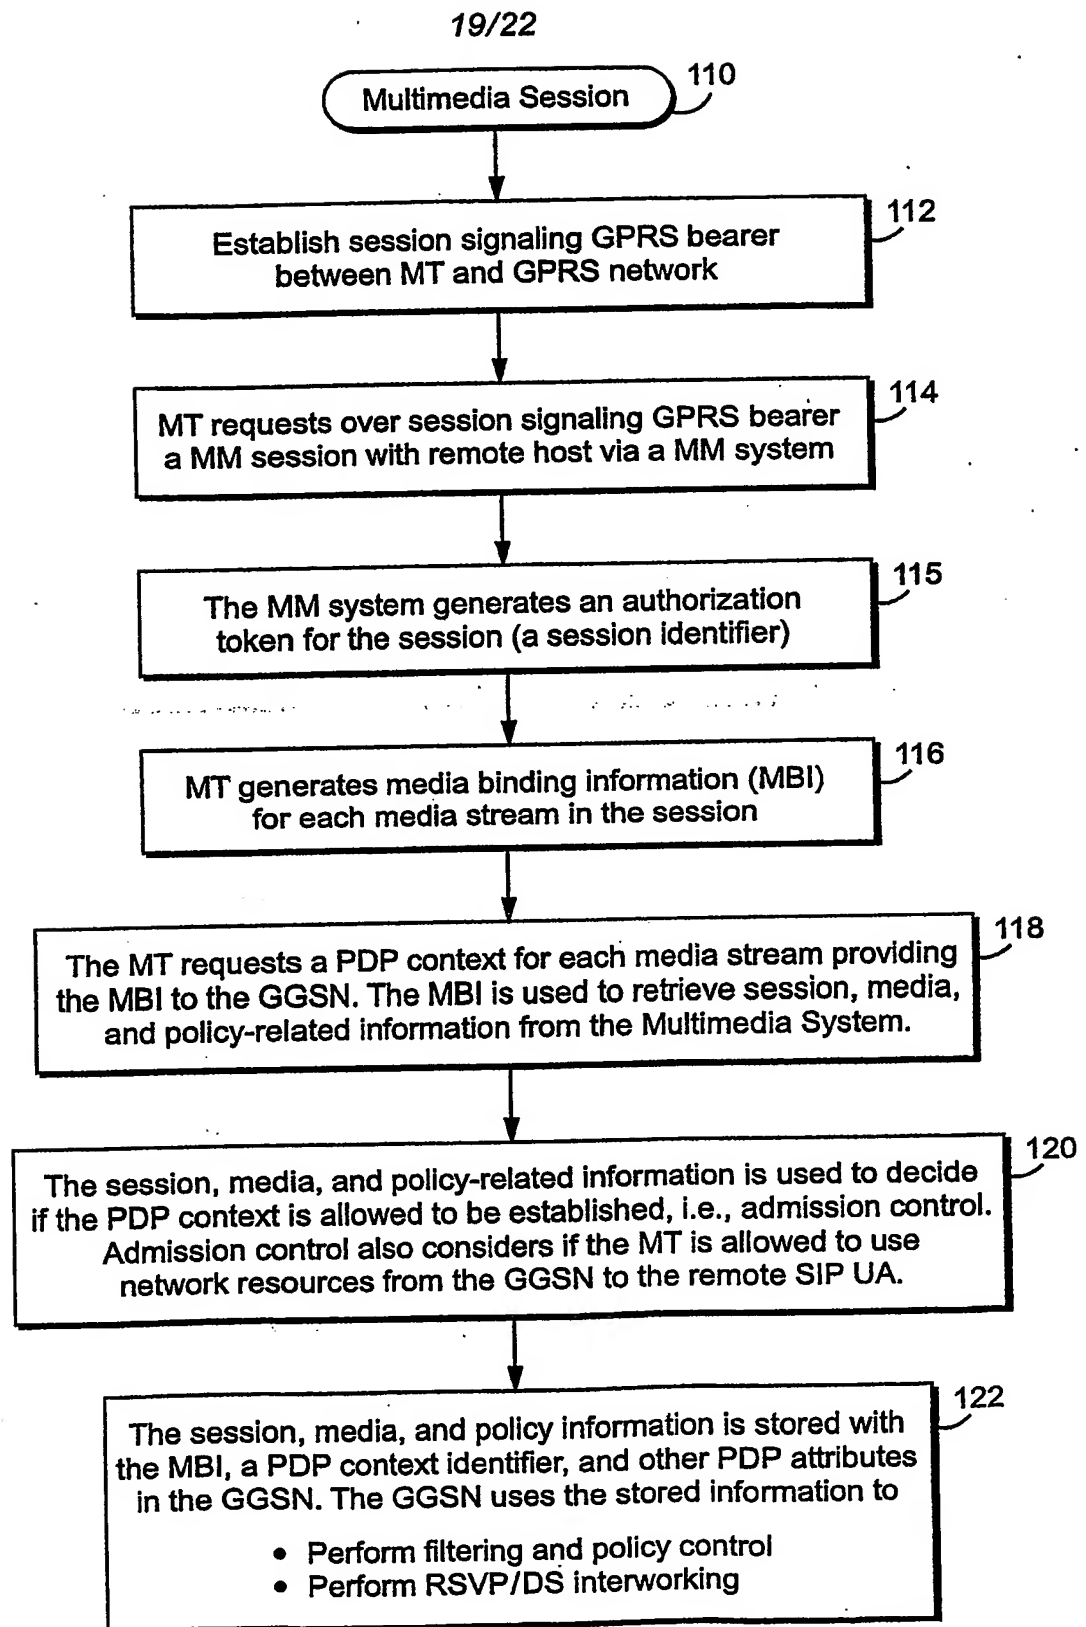 19/22
Multimedia Session
110
112
Establish session signaling GPRS bearer
between MT and GPRS network
114
MT requests over session signaling GPRS bearer
a MM session with remote host via a MM system
115
The MM system generates an authorization
token for the session (a session identifier)
116
MT generates media binding information (MBI)
for each media stream in the session
118
The MT requests a PDP context for each media stream providing
the MBI to the GGSN. The MBI is used to retrieve session, media,
and policy-related information from the Multimedia System.
120
The session, media, and policy-related information is used to decide
if the PDP context is allowed to be established, i.e., admission control.
Admission control also considers if the MT is allowed to use
network resources from the GGSN to the remote SIP UA.
122
The session, media, and policy information is stored with
the MBI, a PDP context identifier, and other PDP attributes
in the GGSN. The GGSN uses the stored information to
• Perform filtering and policy control
• Perform RSVP/DS interworking